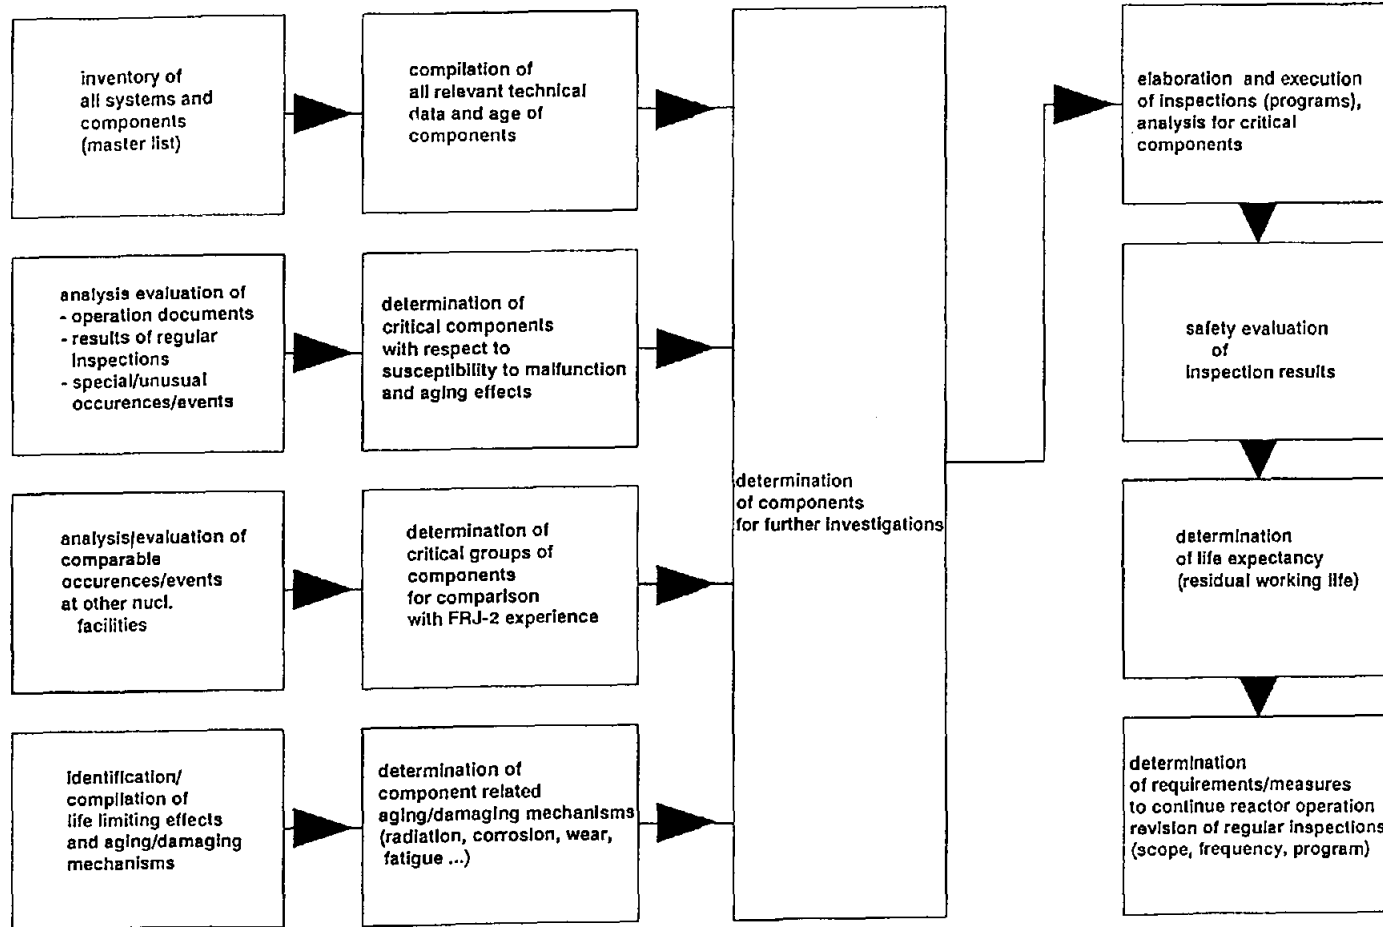 inventory of
all systems and
components
(master list)
compilation of
all relevant technical
data and age of
components
analysis evaluation of
- operation documents
- results of regular
Inspections
- special/unusual
occurences/events
determination of
critical components
with respect to
susceptibility to malfunction
and aging effects
analysis/evaluation of
comparable
occurences/events
at other nucl.
facilities
determination of
critical groups of
components
for comparison
with FRJ-2 experience
identification/
compilation of
life limiting effects
and aging/damaging
mechanisms
determination of
component related
aging/damaging mechanisms
(radiation, corrosion, wear,
fatigue ...)
determination
of components
for further investigations
elaboration and execution
of inspections (programs),
analysis for critical
components
safety evaluation
of
inspection results
determination
of life expectancy
(residual working life)
determination
of requirements/measures
to continue reactor operation
revision of regular inspections
(scope, frequency, program)